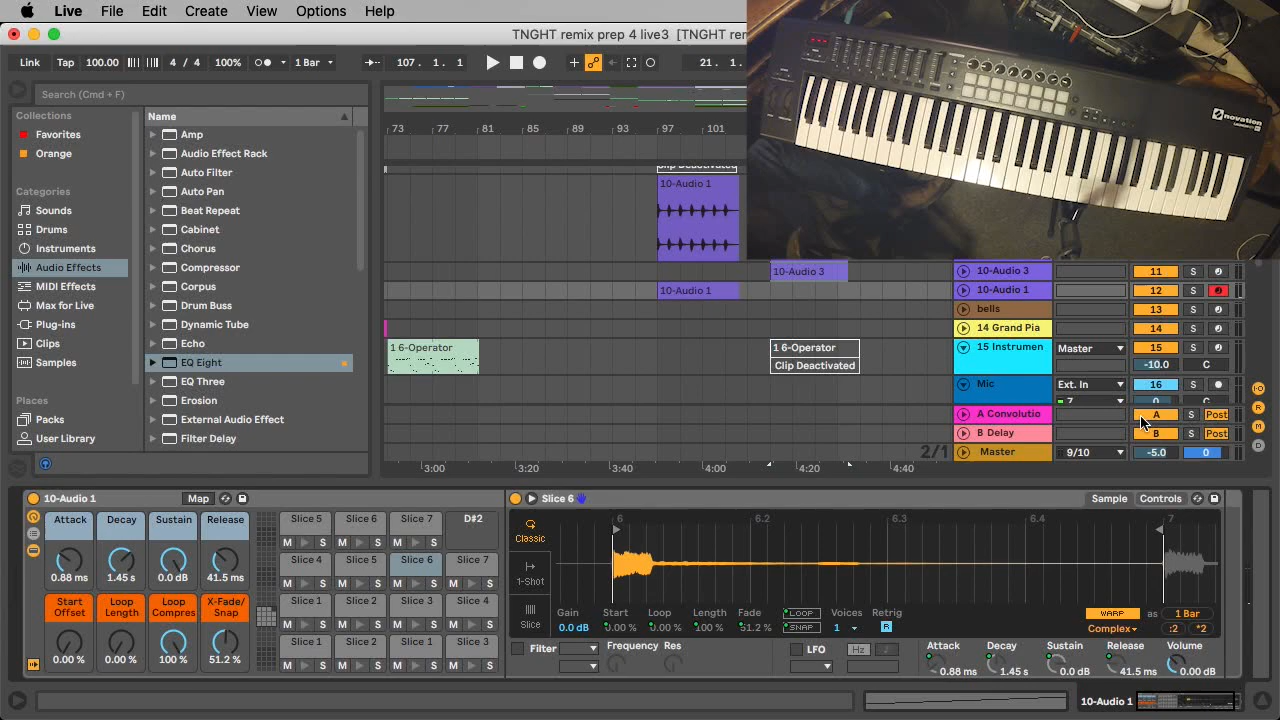 Live File Edit Create View Options Help
TNGHT remix prep 4 live3 [TNGHT remix
Link Tap 100.00 4 / 4 100% 1 Bar 107. 1. 1 21. 1.
Search (Cmd + F)
Collections
Favorites
Orange
Categories
Sounds
Drums
Instruments
Audio Effects
MIDI Effects
Max for Live
Plug-ins
Clips
Samples
Places
Packs
User Library
Name
Amp
Audio Effect Rack
Auto Filter
Auto Pan
Beat Repeat
Cabinet
Chorus
Compressor
Corpus
Drum Buss
Dynamic Tube
Echo
EQ Eight
EQ Three
Erosion
External Audio Effect
Filter Delay
73 77 81 85 89 93 97 101
Clip Deactivated
10-Audio 1
10-Audio 3
10-Audio 1
1 6-Operator
1 6-Operator
Clip Deactivated
2/1
3:00 3:20 3:40 4:00 4:20 4:40
novation
10-Audio 3 11 S
10-Audio 1 12 S
bells 13 S
14 Grand Pia 14 S
15 Instrumen Master 15 S
-10.0 C
Mic Ext. In 16 S
7 0 C
A Convolutio A S Post
B Delay B S Post
Master 9/10 -5.0 0
I·O
R
M
D
10-Audio 1 Map
Attack Decay Sustain Release
0.88 ms 1.45 s 0.0 dB 41.5 ms
Start Offset Loop Length Loop Compres X-Fade/ Snap
0.00 % 0.00 % 100 % 51.2 %
Slice 5 Slice 6 Slice 7 D#2
M S M S M S
Slice 4 Slice 5 Slice 6 Slice 7
M S M S M S M S
Slice 1 Slice 2 Slice 3 Slice 4
M S M S M S M S
Slice 1 Slice 2 Slice 1 Slice 3
M S M S M S M S
Slice 6 Sample Controls
Classic
1-Shot
Slice
6 6.2 6.3 6.4 7
Gain Start Loop Length Fade LOOP Voices Retrig WARP as 1 Bar
0.0 dB 0.00 % 0.00 % 100 % 51.2 % SNAP 1 R Complex :2 *2
Filter Frequency Res LFO Hz Attack Decay Sustain Release Volume
0.88 ms 1.45 s 0.0 dB 41.5 ms 0.00 dB
10-Audio 1